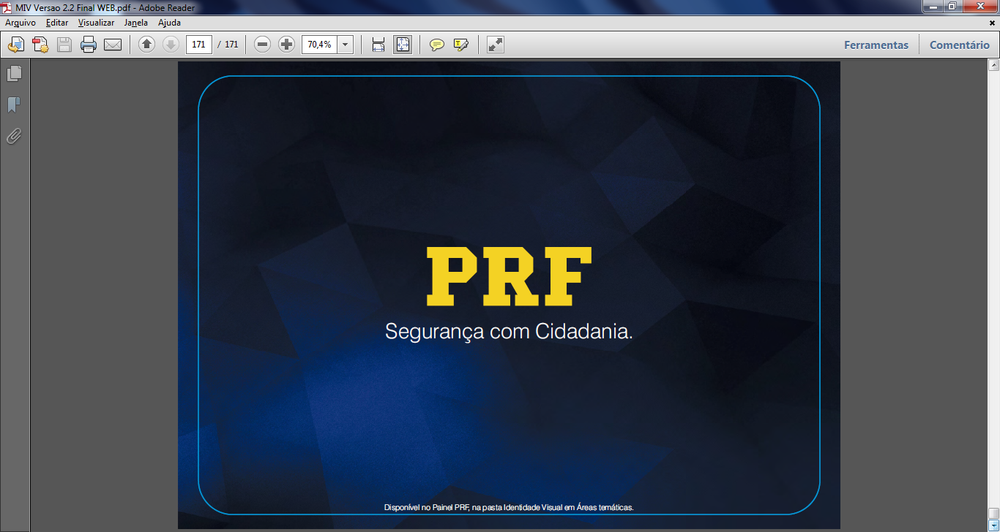 MIV Versao 2.2 Final WEB.pdf - Adobe Reader
Arquivo Editar Visualizar Janela Ajuda
171 / 171 70,4% Ferramentas Comentário
PRF
Segurança com Cidadania.
Disponível no Painel PRF, na pasta Identidade Visual em Áreas temáticas.